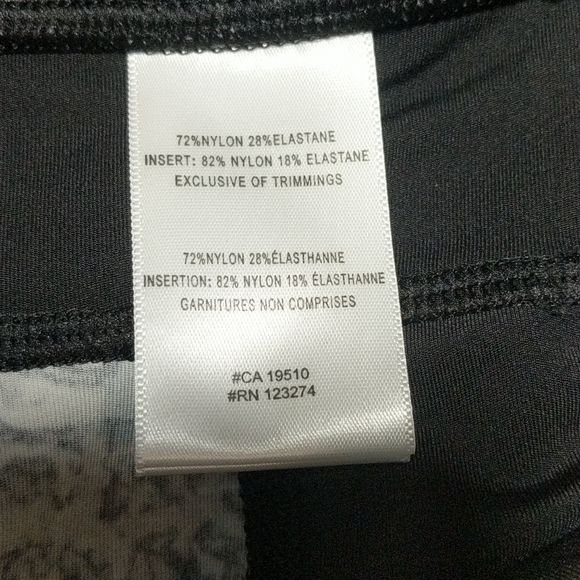 72%NYLON 28%ELASTANE
INSERT: 82% NYLON 18% ELASTANE
EXCLUSIVE OF TRIMMINGS
72%NYLON 28%ÉLASTHANNE
INSERTION: 82% NYLON 18% ÉLASTHANNE
GARNITURES NON COMPRISES
#CA 19510
#RN 123274